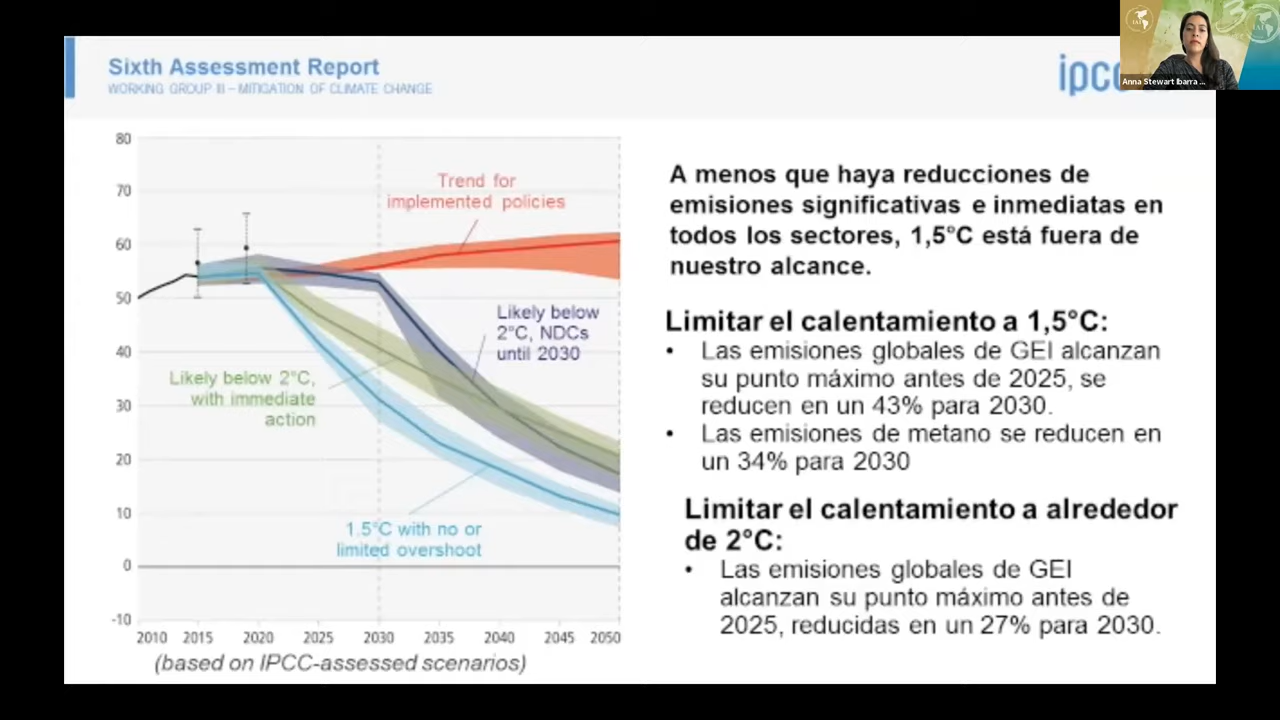 Sixth Assessment Report
WORKING GROUP III – MITIGATION OF CLIMATE CHANGE
ipcc
IAI
IAI
Anna Stewart Ibarra ...
80
70
60
50
40
30
20
10
0
-10
2010 2015 2020 2025 2030 2035 2040 2045 2050
Trend for
implemented policies
Likely below
2°C, NDCs
until 2030
Likely below 2°C,
with immediate
action
1.5°C with no or
limited overshoot
(based on IPCC-assessed scenarios)
A menos que haya reducciones de
emisiones significativas e inmediatas en
todos los sectores, 1,5°C está fuera de
nuestro alcance.
Limitar el calentamiento a 1,5°C:
• Las emisiones globales de GEI alcanzan
su punto máximo antes de 2025, se
reducen en un 43% para 2030.
• Las emisiones de metano se reducen en
un 34% para 2030
Limitar el calentamiento a alrededor
de 2°C:
• Las emisiones globales de GEI
alcanzan su punto máximo antes de
2025, reducidas en un 27% para 2030.